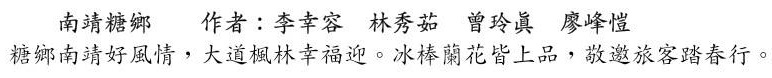 南靖糖鄉　作者：李幸容　林秀茹　曾玲真　廖峰愷
糖鄉南靖好風情，大道楓林幸福迎。冰棒蘭花皆上品，敬邀旅客踏春行。